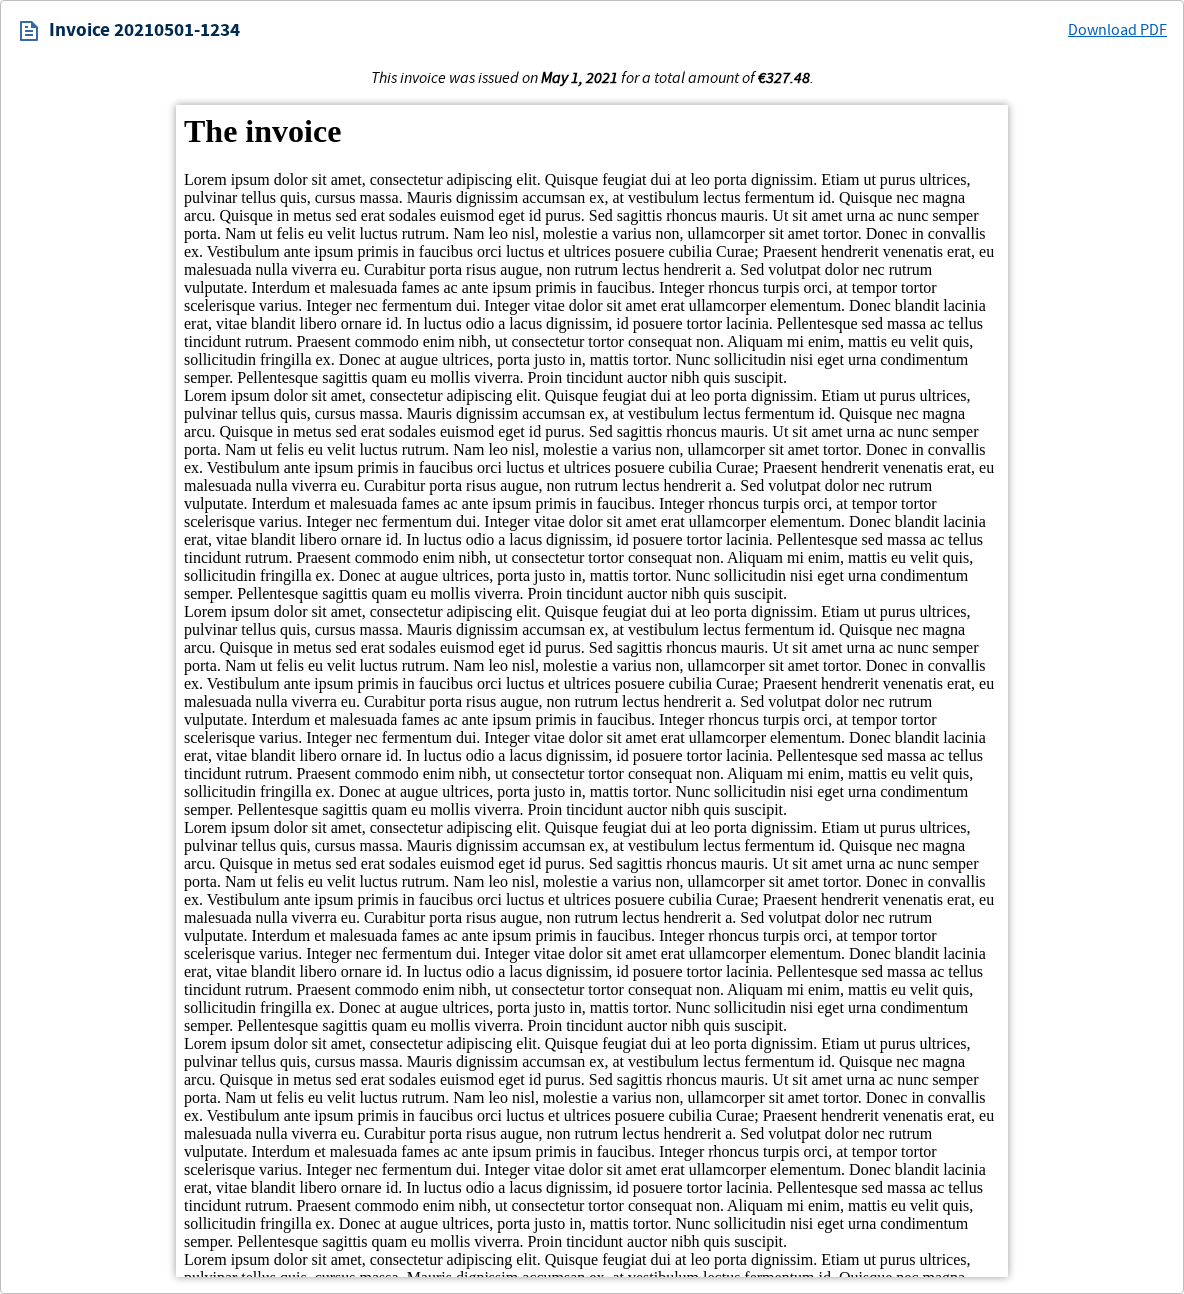 Invoice 20210501-1234
Download PDF
This invoice was issued on May 1, 2021 for a total amount of €327.48.
The invoice
Lorem ipsum dolor sit amet, consectetur adipiscing elit. Quisque feugiat dui at leo porta dignissim. Etiam ut purus ultrices,
pulvinar tellus quis, cursus massa. Mauris dignissim accumsan ex, at vestibulum lectus fermentum id. Quisque nec magna
arcu. Quisque in metus sed erat sodales euismod eget id purus. Sed sagittis rhoncus mauris. Ut sit amet urna ac nunc semper
porta. Nam ut felis eu velit luctus rutrum. Nam leo nisl, molestie a varius non, ullamcorper sit amet tortor. Donec in convallis
ex. Vestibulum ante ipsum primis in faucibus orci luctus et ultrices posuere cubilia Curae; Praesent hendrerit venenatis erat, eu
malesuada nulla viverra eu. Curabitur porta risus augue, non rutrum lectus hendrerit a. Sed volutpat dolor nec rutrum
vulputate. Interdum et malesuada fames ac ante ipsum primis in faucibus. Integer rhoncus turpis orci, at tempor tortor
scelerisque varius. Integer nec fermentum dui. Integer vitae dolor sit amet erat ullamcorper elementum. Donec blandit lacinia
erat, vitae blandit libero ornare id. In luctus odio a lacus dignissim, id posuere tortor lacinia. Pellentesque sed massa ac tellus
tincidunt rutrum. Praesent commodo enim nibh, ut consectetur tortor consequat non. Aliquam mi enim, mattis eu velit quis,
sollicitudin fringilla ex. Donec at augue ultrices, porta justo in, mattis tortor. Nunc sollicitudin nisi eget urna condimentum
semper. Pellentesque sagittis quam eu mollis viverra. Proin tincidunt auctor nibh quis suscipit.
Lorem ipsum dolor sit amet, consectetur adipiscing elit. Quisque feugiat dui at leo porta dignissim. Etiam ut purus ultrices,
pulvinar tellus quis, cursus massa. Mauris dignissim accumsan ex, at vestibulum lectus fermentum id. Quisque nec magna
arcu. Quisque in metus sed erat sodales euismod eget id purus. Sed sagittis rhoncus mauris. Ut sit amet urna ac nunc semper
porta. Nam ut felis eu velit luctus rutrum. Nam leo nisl, molestie a varius non, ullamcorper sit amet tortor. Donec in convallis
ex. Vestibulum ante ipsum primis in faucibus orci luctus et ultrices posuere cubilia Curae; Praesent hendrerit venenatis erat, eu
malesuada nulla viverra eu. Curabitur porta risus augue, non rutrum lectus hendrerit a. Sed volutpat dolor nec rutrum
vulputate. Interdum et malesuada fames ac ante ipsum primis in faucibus. Integer rhoncus turpis orci, at tempor tortor
scelerisque varius. Integer nec fermentum dui. Integer vitae dolor sit amet erat ullamcorper elementum. Donec blandit lacinia
erat, vitae blandit libero ornare id. In luctus odio a lacus dignissim, id posuere tortor lacinia. Pellentesque sed massa ac tellus
tincidunt rutrum. Praesent commodo enim nibh, ut consectetur tortor consequat non. Aliquam mi enim, mattis eu velit quis,
sollicitudin fringilla ex. Donec at augue ultrices, porta justo in, mattis tortor. Nunc sollicitudin nisi eget urna condimentum
semper. Pellentesque sagittis quam eu mollis viverra. Proin tincidunt auctor nibh quis suscipit.
Lorem ipsum dolor sit amet, consectetur adipiscing elit. Quisque feugiat dui at leo porta dignissim. Etiam ut purus ultrices,
pulvinar tellus quis, cursus massa. Mauris dignissim accumsan ex, at vestibulum lectus fermentum id. Quisque nec magna
arcu. Quisque in metus sed erat sodales euismod eget id purus. Sed sagittis rhoncus mauris. Ut sit amet urna ac nunc semper
porta. Nam ut felis eu velit luctus rutrum. Nam leo nisl, molestie a varius non, ullamcorper sit amet tortor. Donec in convallis
ex. Vestibulum ante ipsum primis in faucibus orci luctus et ultrices posuere cubilia Curae; Praesent hendrerit venenatis erat, eu
malesuada nulla viverra eu. Curabitur porta risus augue, non rutrum lectus hendrerit a. Sed volutpat dolor nec rutrum
vulputate. Interdum et malesuada fames ac ante ipsum primis in faucibus. Integer rhoncus turpis orci, at tempor tortor
scelerisque varius. Integer nec fermentum dui. Integer vitae dolor sit amet erat ullamcorper elementum. Donec blandit lacinia
erat, vitae blandit libero ornare id. In luctus odio a lacus dignissim, id posuere tortor lacinia. Pellentesque sed massa ac tellus
tincidunt rutrum. Praesent commodo enim nibh, ut consectetur tortor consequat non. Aliquam mi enim, mattis eu velit quis,
sollicitudin fringilla ex. Donec at augue ultrices, porta justo in, mattis tortor. Nunc sollicitudin nisi eget urna condimentum
semper. Pellentesque sagittis quam eu mollis viverra. Proin tincidunt auctor nibh quis suscipit.
Lorem ipsum dolor sit amet, consectetur adipiscing elit. Quisque feugiat dui at leo porta dignissim. Etiam ut purus ultrices,
pulvinar tellus quis, cursus massa. Mauris dignissim accumsan ex, at vestibulum lectus fermentum id. Quisque nec magna
arcu. Quisque in metus sed erat sodales euismod eget id purus. Sed sagittis rhoncus mauris. Ut sit amet urna ac nunc semper
porta. Nam ut felis eu velit luctus rutrum. Nam leo nisl, molestie a varius non, ullamcorper sit amet tortor. Donec in convallis
ex. Vestibulum ante ipsum primis in faucibus orci luctus et ultrices posuere cubilia Curae; Praesent hendrerit venenatis erat, eu
malesuada nulla viverra eu. Curabitur porta risus augue, non rutrum lectus hendrerit a. Sed volutpat dolor nec rutrum
vulputate. Interdum et malesuada fames ac ante ipsum primis in faucibus. Integer rhoncus turpis orci, at tempor tortor
scelerisque varius. Integer nec fermentum dui. Integer vitae dolor sit amet erat ullamcorper elementum. Donec blandit lacinia
erat, vitae blandit libero ornare id. In luctus odio a lacus dignissim, id posuere tortor lacinia. Pellentesque sed massa ac tellus
tincidunt rutrum. Praesent commodo enim nibh, ut consectetur tortor consequat non. Aliquam mi enim, mattis eu velit quis,
sollicitudin fringilla ex. Donec at augue ultrices, porta justo in, mattis tortor. Nunc sollicitudin nisi eget urna condimentum
semper. Pellentesque sagittis quam eu mollis viverra. Proin tincidunt auctor nibh quis suscipit.
Lorem ipsum dolor sit amet, consectetur adipiscing elit. Quisque feugiat dui at leo porta dignissim. Etiam ut purus ultrices,
pulvinar tellus quis, cursus massa. Mauris dignissim accumsan ex, at vestibulum lectus fermentum id. Quisque nec magna
arcu. Quisque in metus sed erat sodales euismod eget id purus. Sed sagittis rhoncus mauris. Ut sit amet urna ac nunc semper
porta. Nam ut felis eu velit luctus rutrum. Nam leo nisl, molestie a varius non, ullamcorper sit amet tortor. Donec in convallis
ex. Vestibulum ante ipsum primis in faucibus orci luctus et ultrices posuere cubilia Curae; Praesent hendrerit venenatis erat, eu
malesuada nulla viverra eu. Curabitur porta risus augue, non rutrum lectus hendrerit a. Sed volutpat dolor nec rutrum
vulputate. Interdum et malesuada fames ac ante ipsum primis in faucibus. Integer rhoncus turpis orci, at tempor tortor
scelerisque varius. Integer nec fermentum dui. Integer vitae dolor sit amet erat ullamcorper elementum. Donec blandit lacinia
erat, vitae blandit libero ornare id. In luctus odio a lacus dignissim, id posuere tortor lacinia. Pellentesque sed massa ac tellus
tincidunt rutrum. Praesent commodo enim nibh, ut consectetur tortor consequat non. Aliquam mi enim, mattis eu velit quis,
sollicitudin fringilla ex. Donec at augue ultrices, porta justo in, mattis tortor. Nunc sollicitudin nisi eget urna condimentum
semper. Pellentesque sagittis quam eu mollis viverra. Proin tincidunt auctor nibh quis suscipit.
Lorem ipsum dolor sit amet, consectetur adipiscing elit. Quisque feugiat dui at leo porta dignissim. Etiam ut purus ultrices,